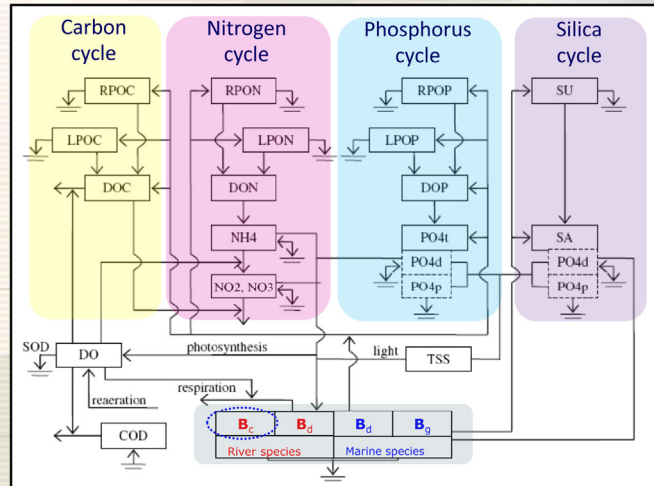 Carbon
cycle
Nitrogen
cycle
Phosphorus
cycle
Silica
cycle
RPOC
RPON
RPOP
SU
LPOC
LPON
LPOP
DOC
DON
DOP
NH4
PO4t
SA
PO4d
PO4d
NO2, NO3
PO4p
PO4p
SOD
DO
photosynthesis
light
TSS
respiration
reaeration
COD
Bc
Bd
Bd
Bg
River species
Marine species